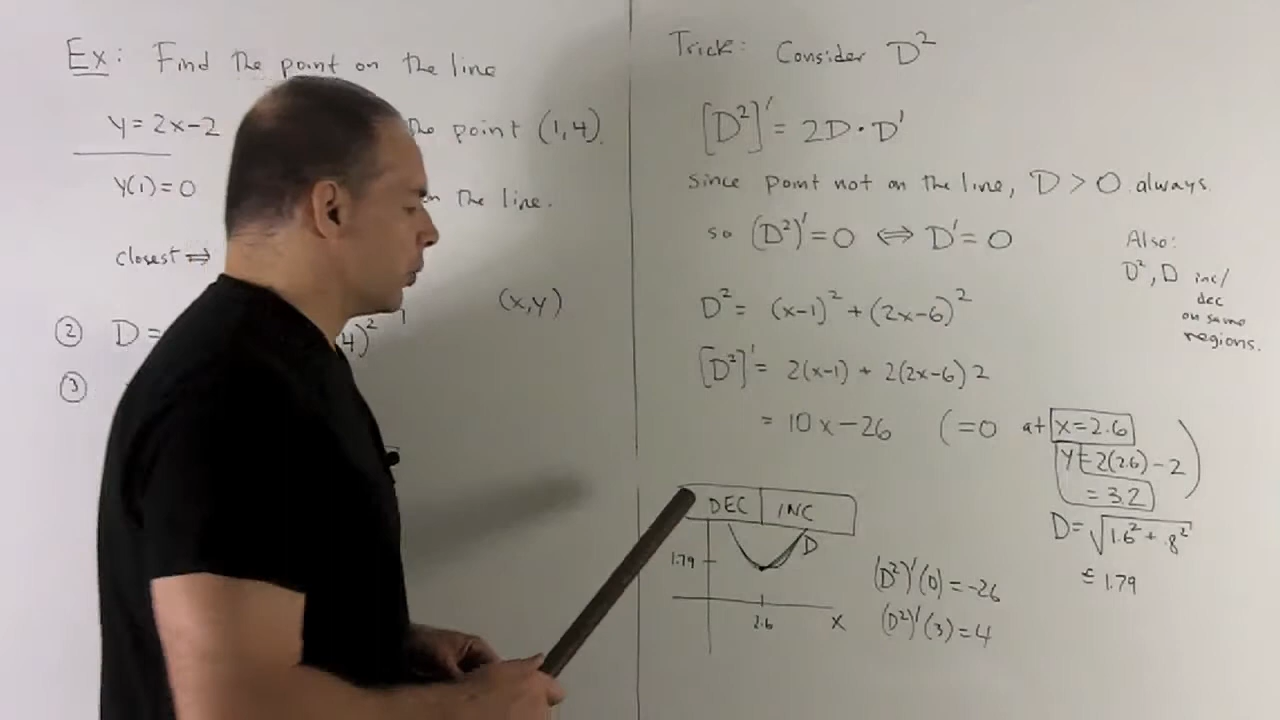 Ex: Find the point on the line
y = 2x-2 the point (1,4).
y(1) = 0 on the line.
closest ⇒
(x,y)
② D = 4)²
③
Trick: Consider D²
[D²]' = 2D · D'
since point not on the line, D > 0 always.
so (D²)' = 0 ⇔ D' = 0
Also:
D², D inc/
dec
on same
regions.
D² = (x-1)² + (2x-6)²
[D²]' = 2(x-1) + 2(2x-6)2
= 10x-26 (=0 at x=2.6)
y = 2(2.6) - 2
= 3.2
D = √1.6² + .8²
≤ 1.79
DEC INC
D
1.79
2.6 X
(D²)'(0) = -26
(D²)'(3) = 4